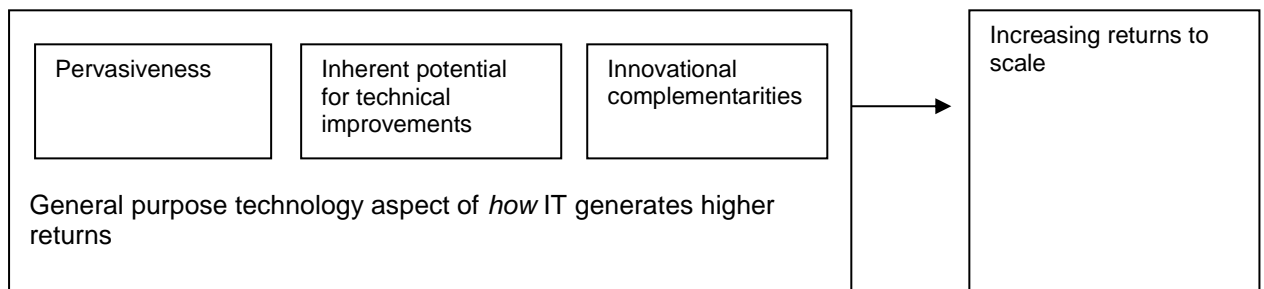 Pervasiveness
Inherent potential
for technical
improvements
Innovational
complementarities
General purpose technology aspect of how IT generates higher
returns
Increasing returns to
scale